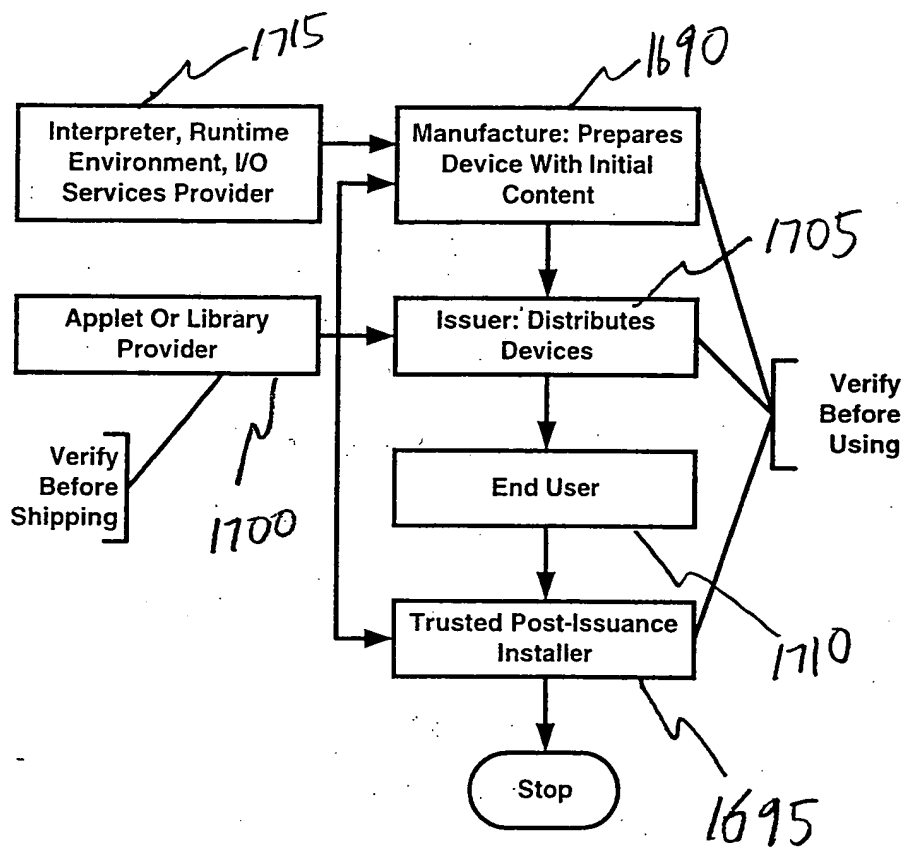 1715
1690
Interpreter, Runtime
Environment, I/O
Services Provider
Manufacture: Prepares
Device With Initial
Content
1705
Applet Or Library
Provider
Issuer: Distributes
Devices
Verify
Before
Using
Verify
Before
Shipping
1700
End User
Trusted Post-Issuance
Installer
1710
Stop
1695